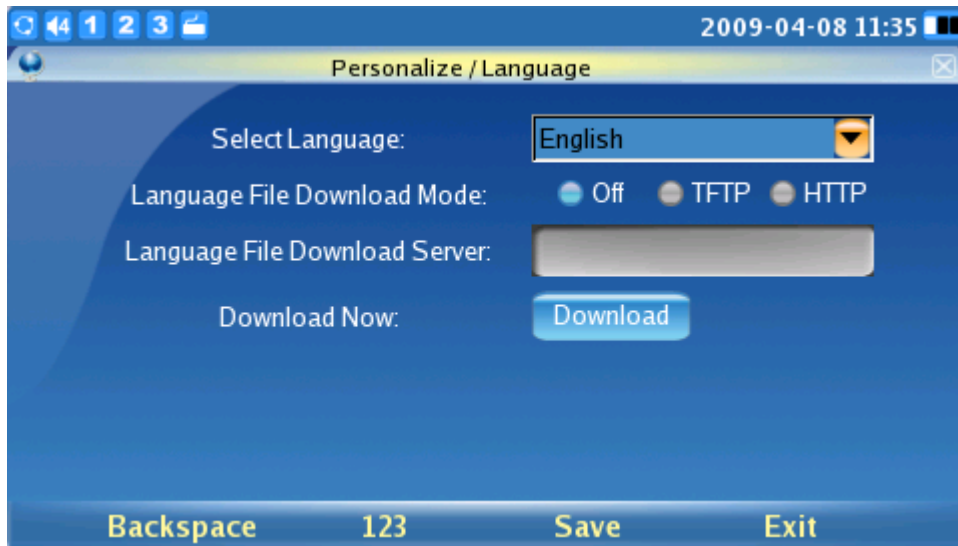 4 1 2 3 2009-04-08 11:35
Personalize / Language
Select Language: English
Language File Download Mode: Off TFTP HTTP
Language File Download Server:
Download Now: Download
Backspace 123 Save Exit